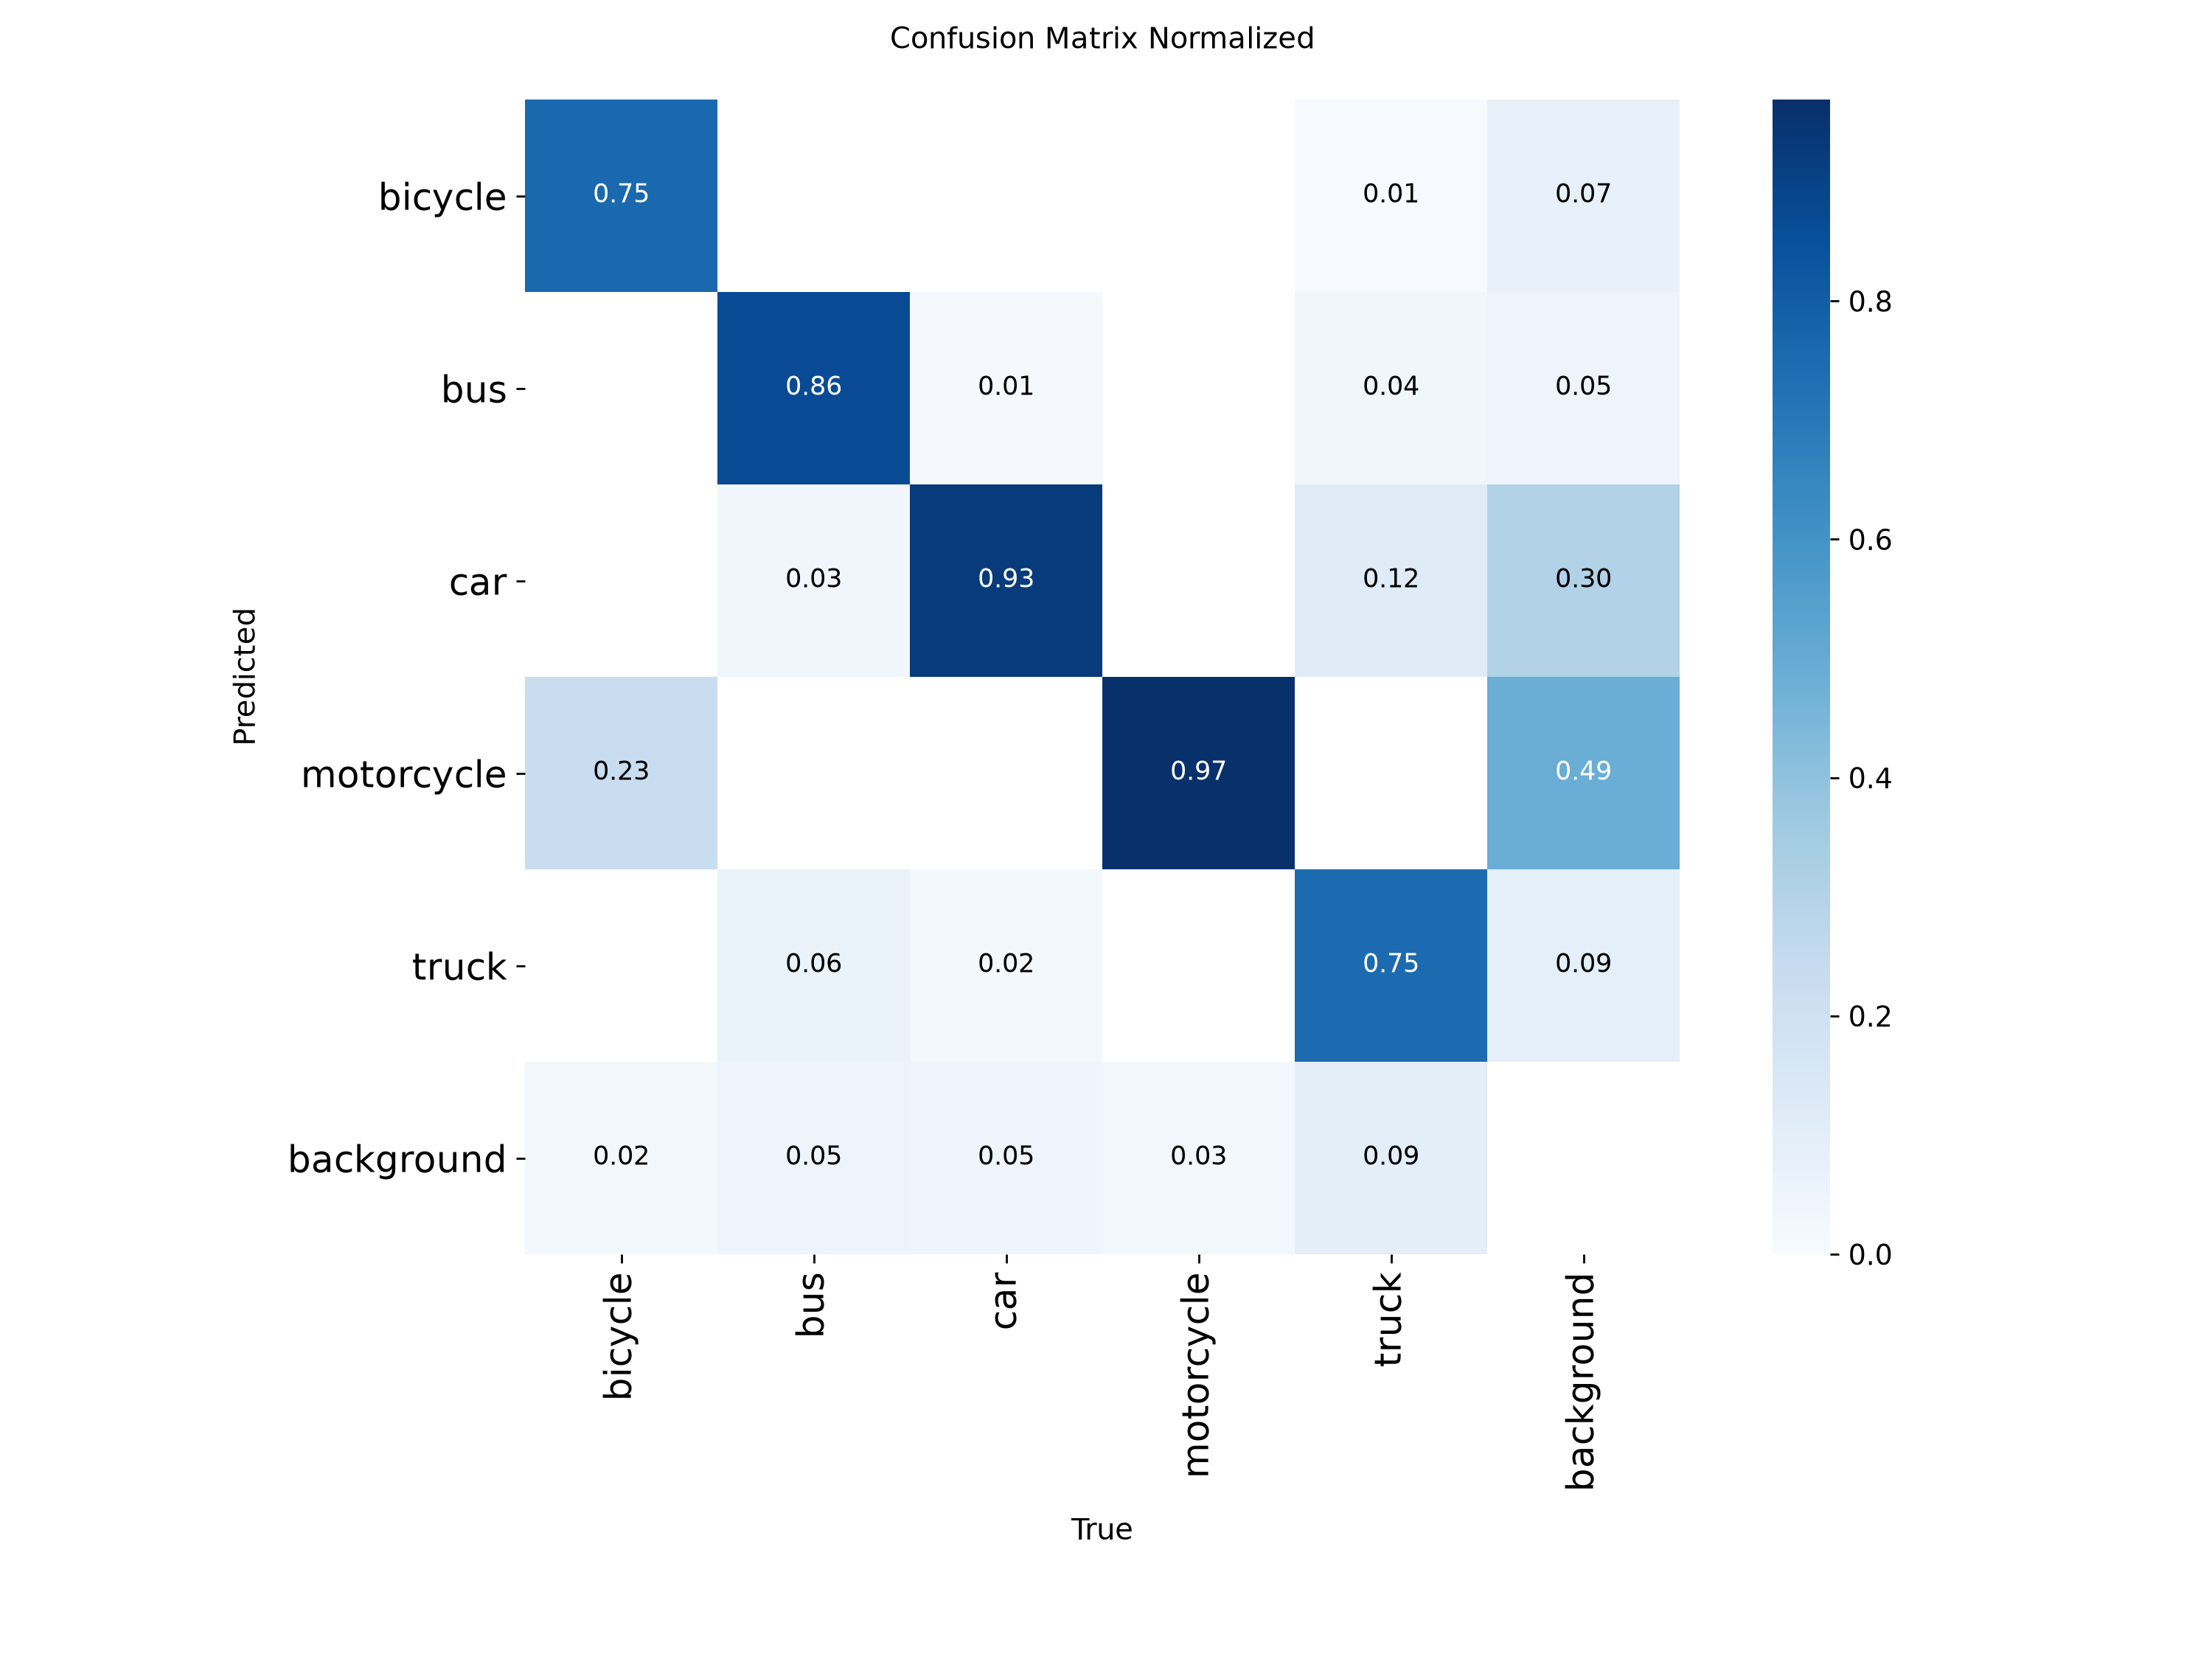 Confusion Matrix Normalized
bicycle 0.75 0.01 0.07
bus 0.86 0.01 0.04 0.05
car 0.03 0.93 0.12 0.30
motorcycle 0.23 0.97 0.49
truck 0.06 0.02 0.75 0.09
background 0.02 0.05 0.05 0.03 0.09
Predicted
bicycle bus car motorcycle truck background
True
0.8
0.6
0.4
0.2
0.0